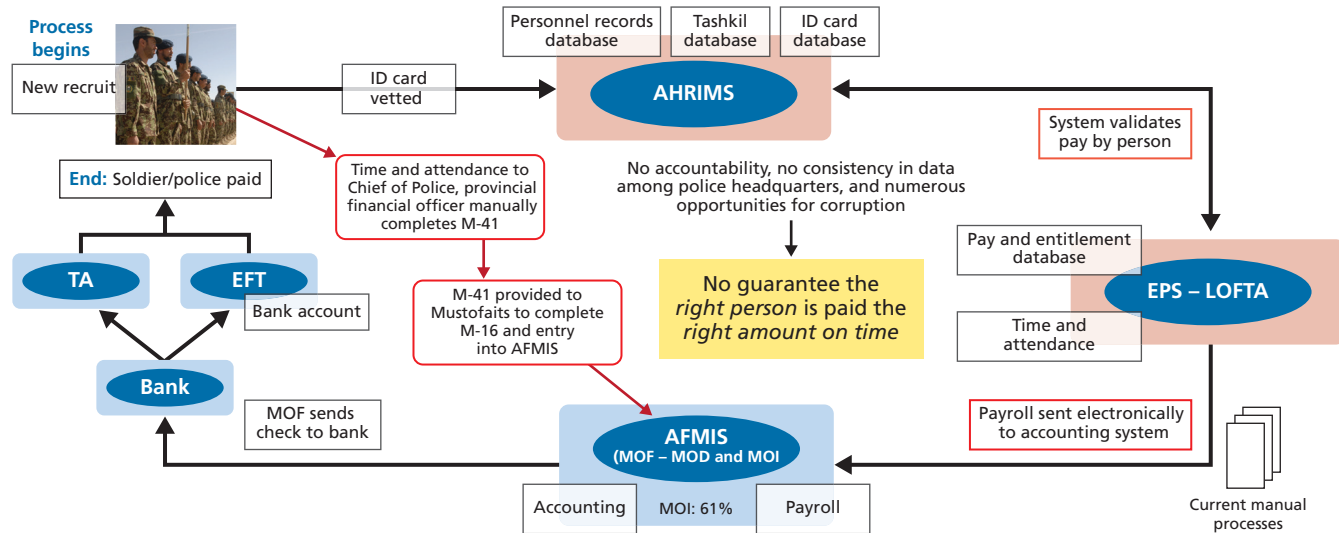 Process
begins
New recruit
ID card
vetted
Personnel records
database
Tashkil
database
ID card
database
AHRIMS
System validates
pay by person
End: Soldier/police paid
Time and attendance to
Chief of Police, provincial
financial officer manually
completes M-41
No accountability, no consistency in data
among police headquarters, and numerous
opportunities for corruption
Pay and entitlement
database
EPS – LOFTA
Time and
attendance
TA
EFT
Bank account
M-41 provided to
Mustofaits to complete
M-16 and entry
into AFMIS
No guarantee the
right person is paid the
right amount on time
Bank
MOF sends
check to bank
AFMIS
(MOF – MOD and MOI
Payroll sent electronically
to accounting system
Accounting
MOI: 61%
Payroll
Current manual
processes